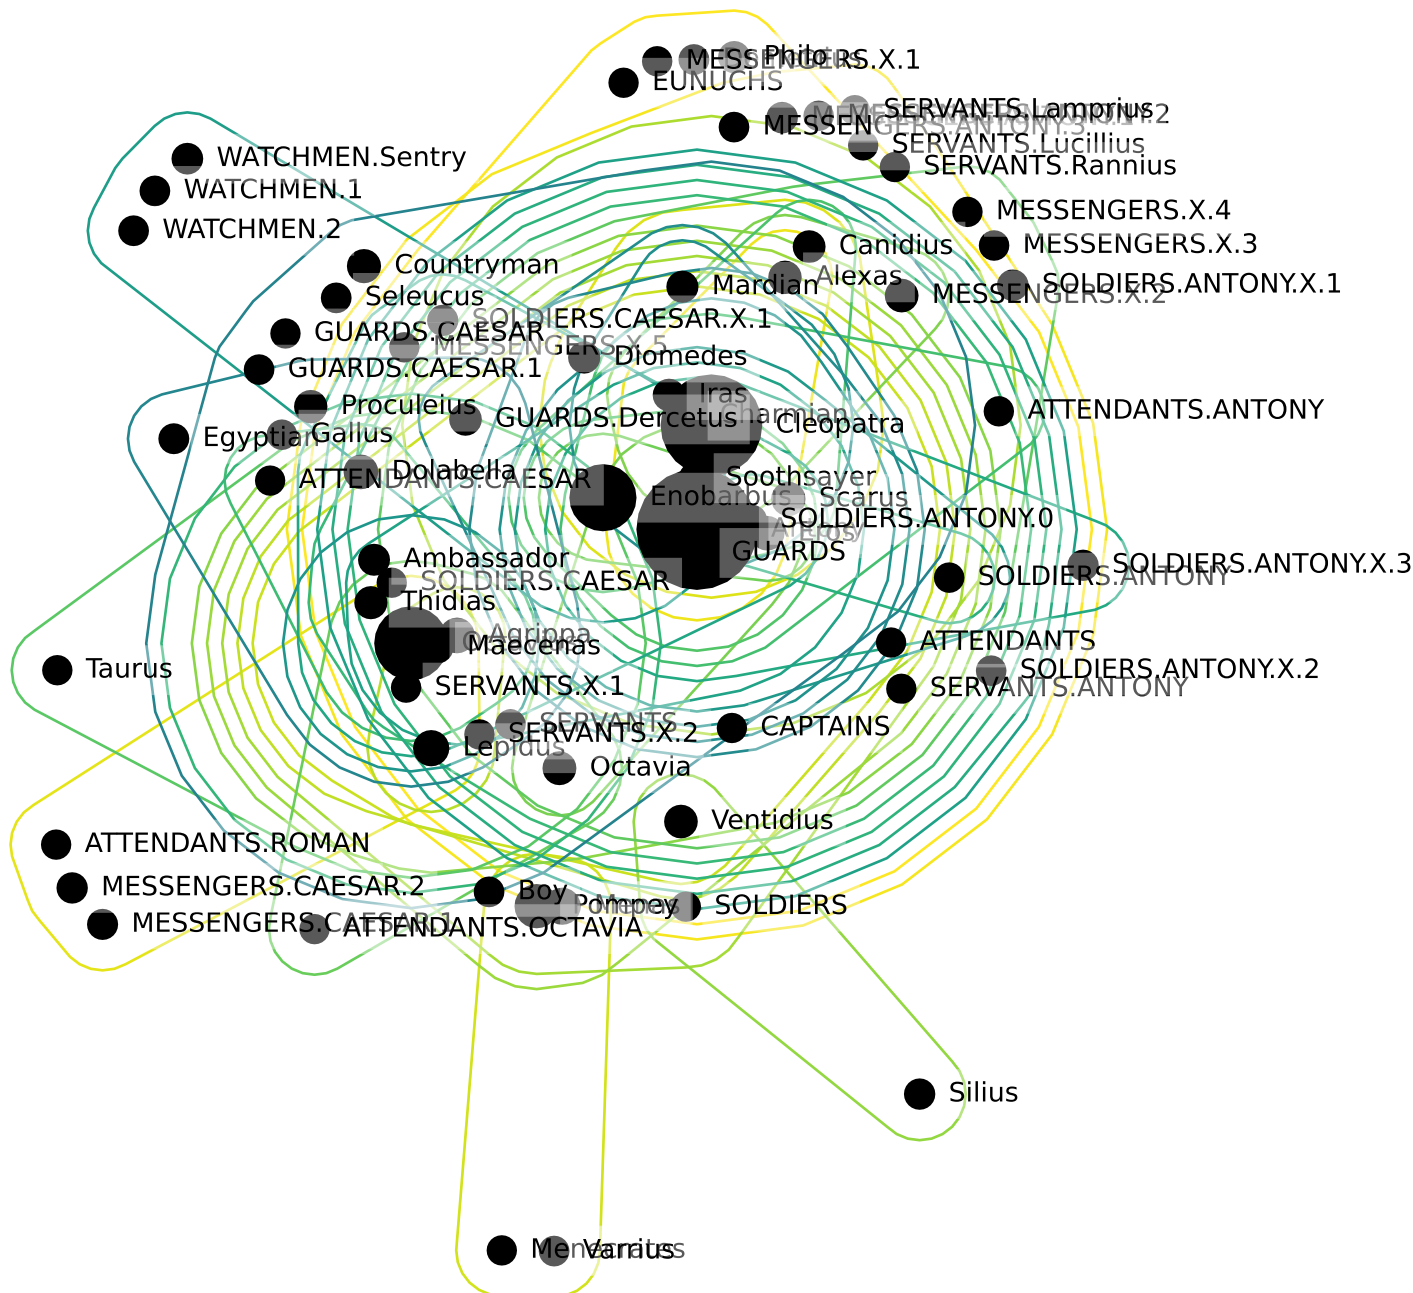 Philo
MESSENGERS.X.1
EUNUCHS
SERVANTS.Lamprius
MESSENGERS.ANTONY.3
SERVANTS.Lucillius
WATCHMEN.Sentry
SERVANTS.Rannius
WATCHMEN.1
MESSENGERS.X.4
WATCHMEN.2
Canidius
MESSENGERS.X.3
Countryman
Alexas
Mardian
SOLDIERS.ANTONY.X.1
Seleucus
MESSENGERS.X.2
SOLDIERS.CAESAR.X.1
GUARDS.CAESAR
MESSENGERS.X.5
Diomedes
GUARDS.CAESAR.1
Iras
Proculeius
Charmian
ATTENDANTS.ANTONY
GUARDS.Dercetus
Cleopatra
Egyptian
Gallus
Dolabella
ATTENDANTS.CAESAR
Soothsayer
Enobarbus
Scarus
SOLDIERS.ANTONY.0
Eros
GUARDS
Ambassador
SOLDIERS.ANTONY.X.3
SOLDIERS.CAESAR
SOLDIERS.ANTONY
Thidias
Agrippa
Maecenas
ATTENDANTS
Taurus
SOLDIERS.ANTONY.X.2
SERVANTS.X.1
SERVANTS.ANTONY
SERVANTS
SERVANTS.X.2
CAPTAINS
Lepidus
Octavia
Ventidius
ATTENDANTS.ROMAN
MESSENGERS.CAESAR.2
Boy
Pompey
Menas
SOLDIERS
MESSENGERS.CAESAR.1
ATTENDANTS.OCTAVIA
Silius
Menecrates
Varrius